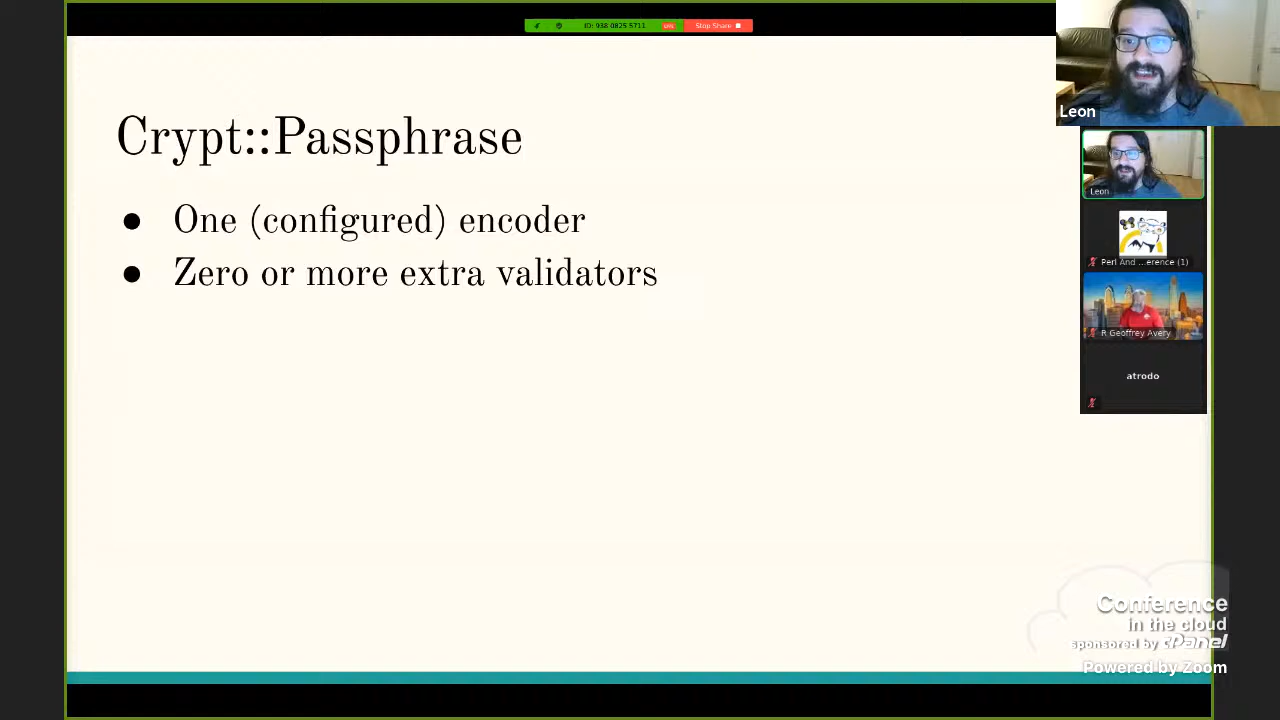 ID: 938 0825 5711
Stop Share
Crypt::Passphrase
● One (configured) encoder
● Zero or more extra validators
Leon
Leon
Perl And ...erence (1)
R Geoffrey Avery
atrodo
Conference
in the cloud
sponsored by cPanel
Powered by Zoom